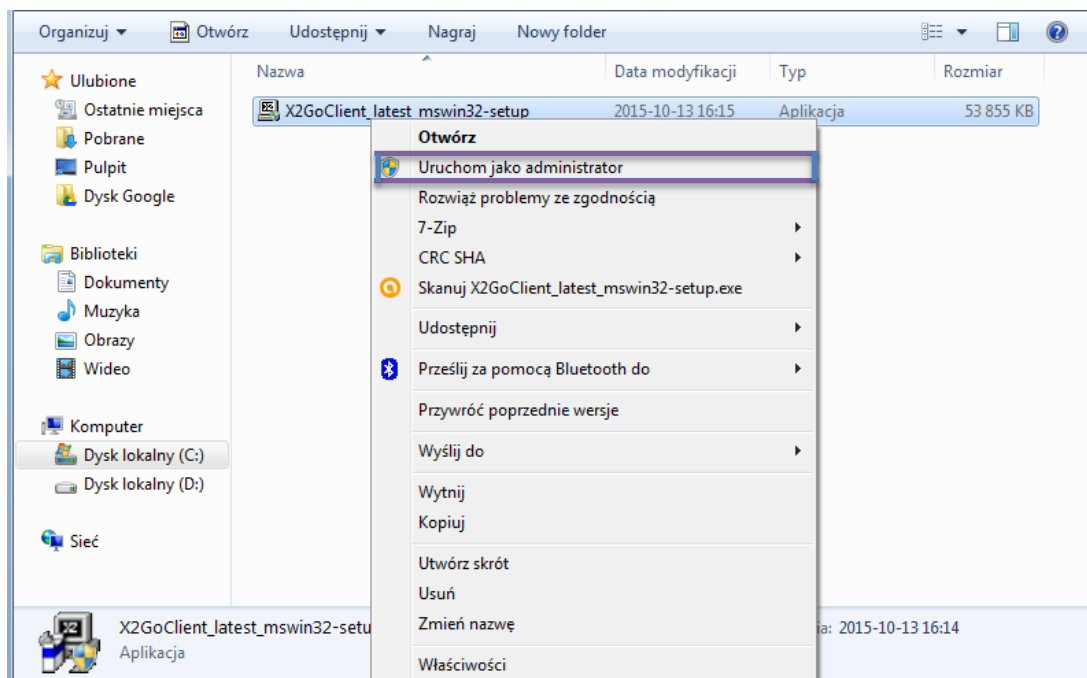 Organizuj Otwórz Udostępnij Nagraj Nowy folder
Nazwa Data modyfikacji Typ Rozmiar
Ulubione
Ostatnie miejsca
Pobrane
Pulpit
Dysk Google
Biblioteki
Dokumenty
Muzyka
Obrazy
Wideo
Komputer
Dysk lokalny (C:)
Dysk lokalny (D:)
Sieć
X2GoClient_latest_mswin32-setup 2015-10-13 16:15 Aplikacja 53 855 KB
Otwórz
Uruchom jako administrator
Rozwiąż problemy ze zgodnością
7-Zip
CRC SHA
Skanuj X2GoClient_latest_mswin32-setup.exe
Udostępnij
Prześlij za pomocą Bluetooth do
Przywróć poprzednie wersje
Wyślij do
Wytnij
Kopiuj
Utwórz skrót
Usuń
Zmień nazwę
Właściwości
X2GoClient_latest_mswin32-setu ia: 2015-10-13 16:14
Aplikacja